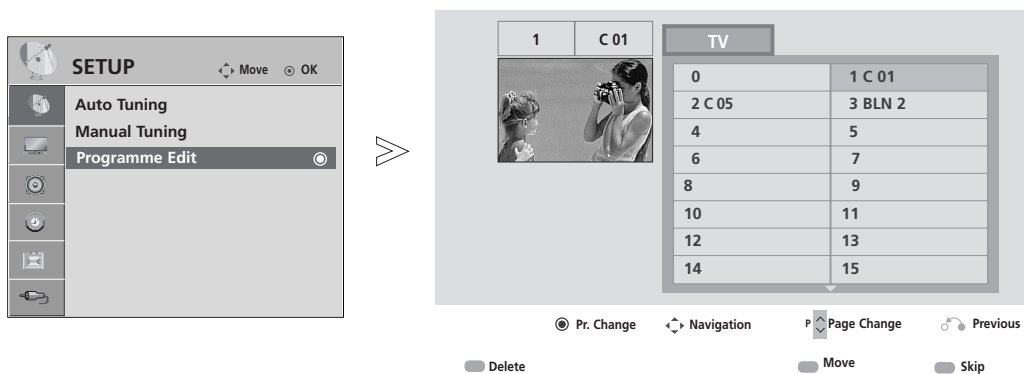 SETUP Move OK
Auto Tuning
Manual Tuning
Programme Edit
1 C 01
TV
0 1 C 01
2 C 05 3 BLN 2
4 5
6 7
8 9
10 11
12 13
14 15
Pr. Change Navigation P Page Change Previous
Delete Move Skip